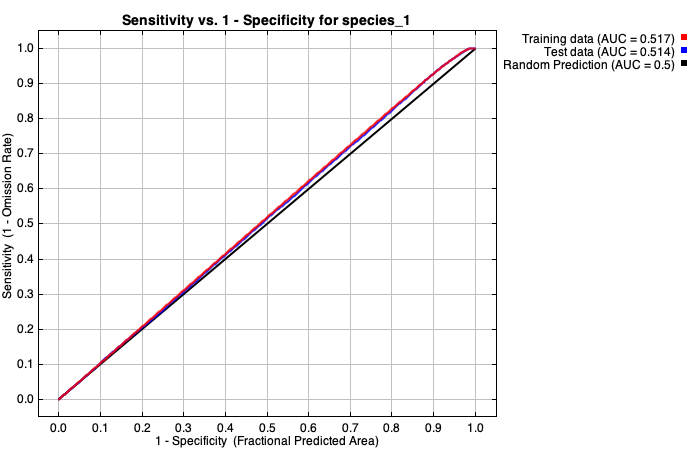 Sensitivity vs. 1 - Specificity for species_1
Training data (AUC = 0.517)
Test data (AUC = 0.514)
Random Prediction (AUC = 0.5)
Sensitivity (1 - Omission Rate)
1.0
0.9
0.8
0.7
0.6
0.5
0.4
0.3
0.2
0.1
0.0
0.0 0.1 0.2 0.3 0.4 0.5 0.6 0.7 0.8 0.9 1.0
1 - Specificity (Fractional Predicted Area)